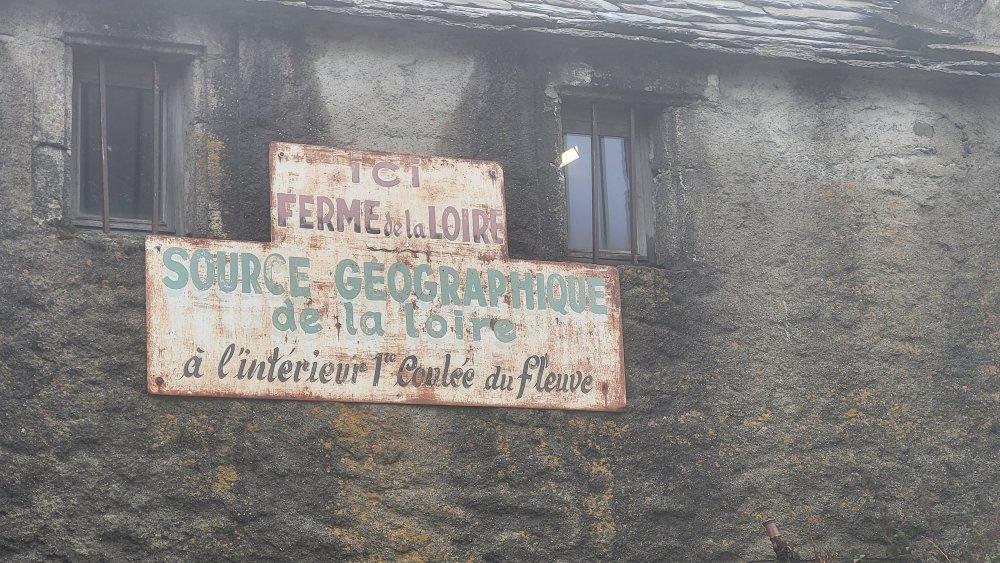 ici
FERME de la LOIRE
SOURCE GÉOGRAPHIQUE
de la loire
à l'intérieur 1re Coulée du fleuve